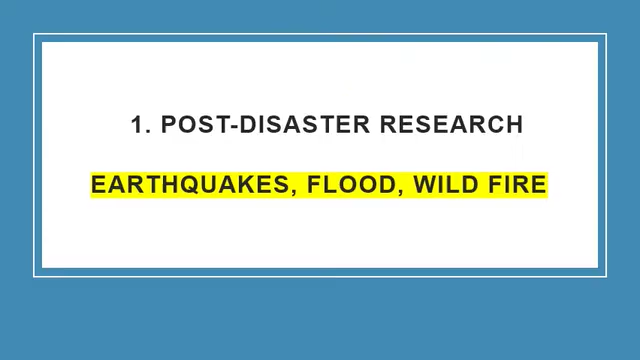 1. POST-DISASTER RESEARCH
EARTHQUAKES, FLOOD, WILD FIRE